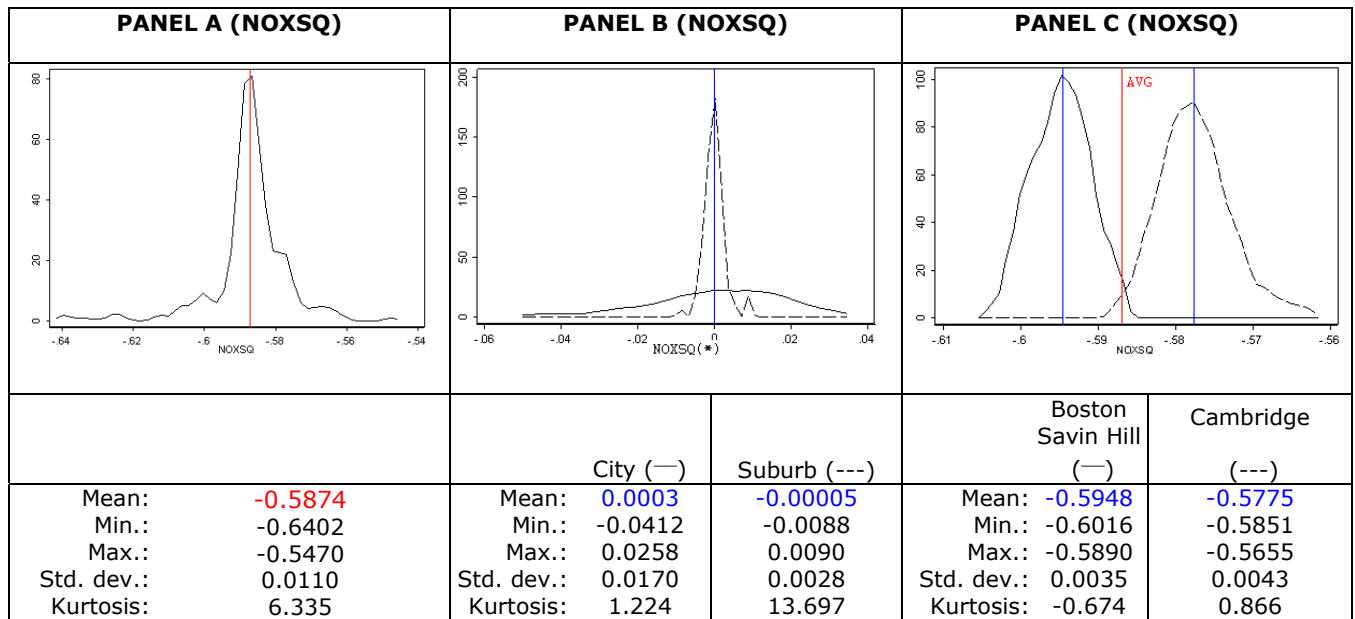 PANEL A (NOXSQ) PANEL B (NOXSQ) PANEL C (NOXSQ)
80
60
40
20
0
-.64 -.62 -.6 -.58 -.56 -.54
NOXSQ
200
150
100
50
0
-.06 -.04 -.02 0 .02 .04
NOXSQ(*)
AVG
100
80
60
40
20
0
-.61 -.6 -.59 -.58 -.57 -.56
NOXSQ
City (—) Suburb (---)
Boston
Savin Hill
(—)
Cambridge
(---)
Mean: -0.5874 Mean: 0.0003 -0.00005 Mean: -0.5948 -0.5775
Min.: -0.6402 Min.: -0.0412 -0.0088 Min.: -0.6016 -0.5851
Max.: -0.5470 Max.: 0.0258 0.0090 Max.: -0.5890 -0.5655
Std. dev.: 0.0110 Std. dev.: 0.0170 0.0028 Std. dev.: 0.0035 0.0043
Kurtosis: 6.335 Kurtosis: 1.224 13.697 Kurtosis: -0.674 0.866